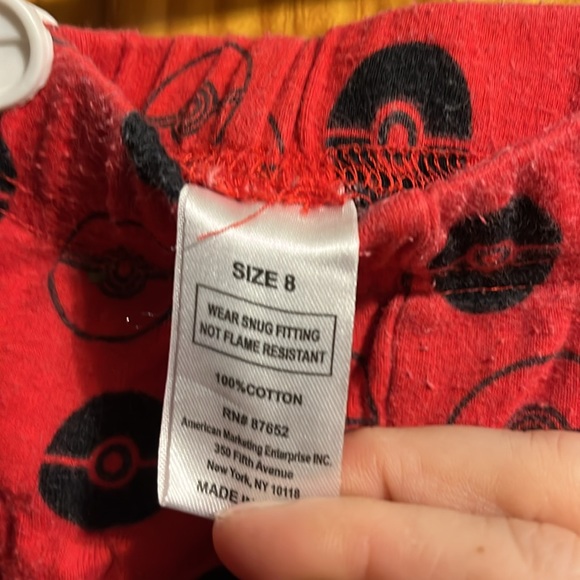 SIZE 8
WEAR SNUG FITTING
NOT FLAME RESISTANT
100%COTTON
RN# 87652
American Marketing Enterprise INC.
350 Fifth Avenue
New York, NY 10118
MADE